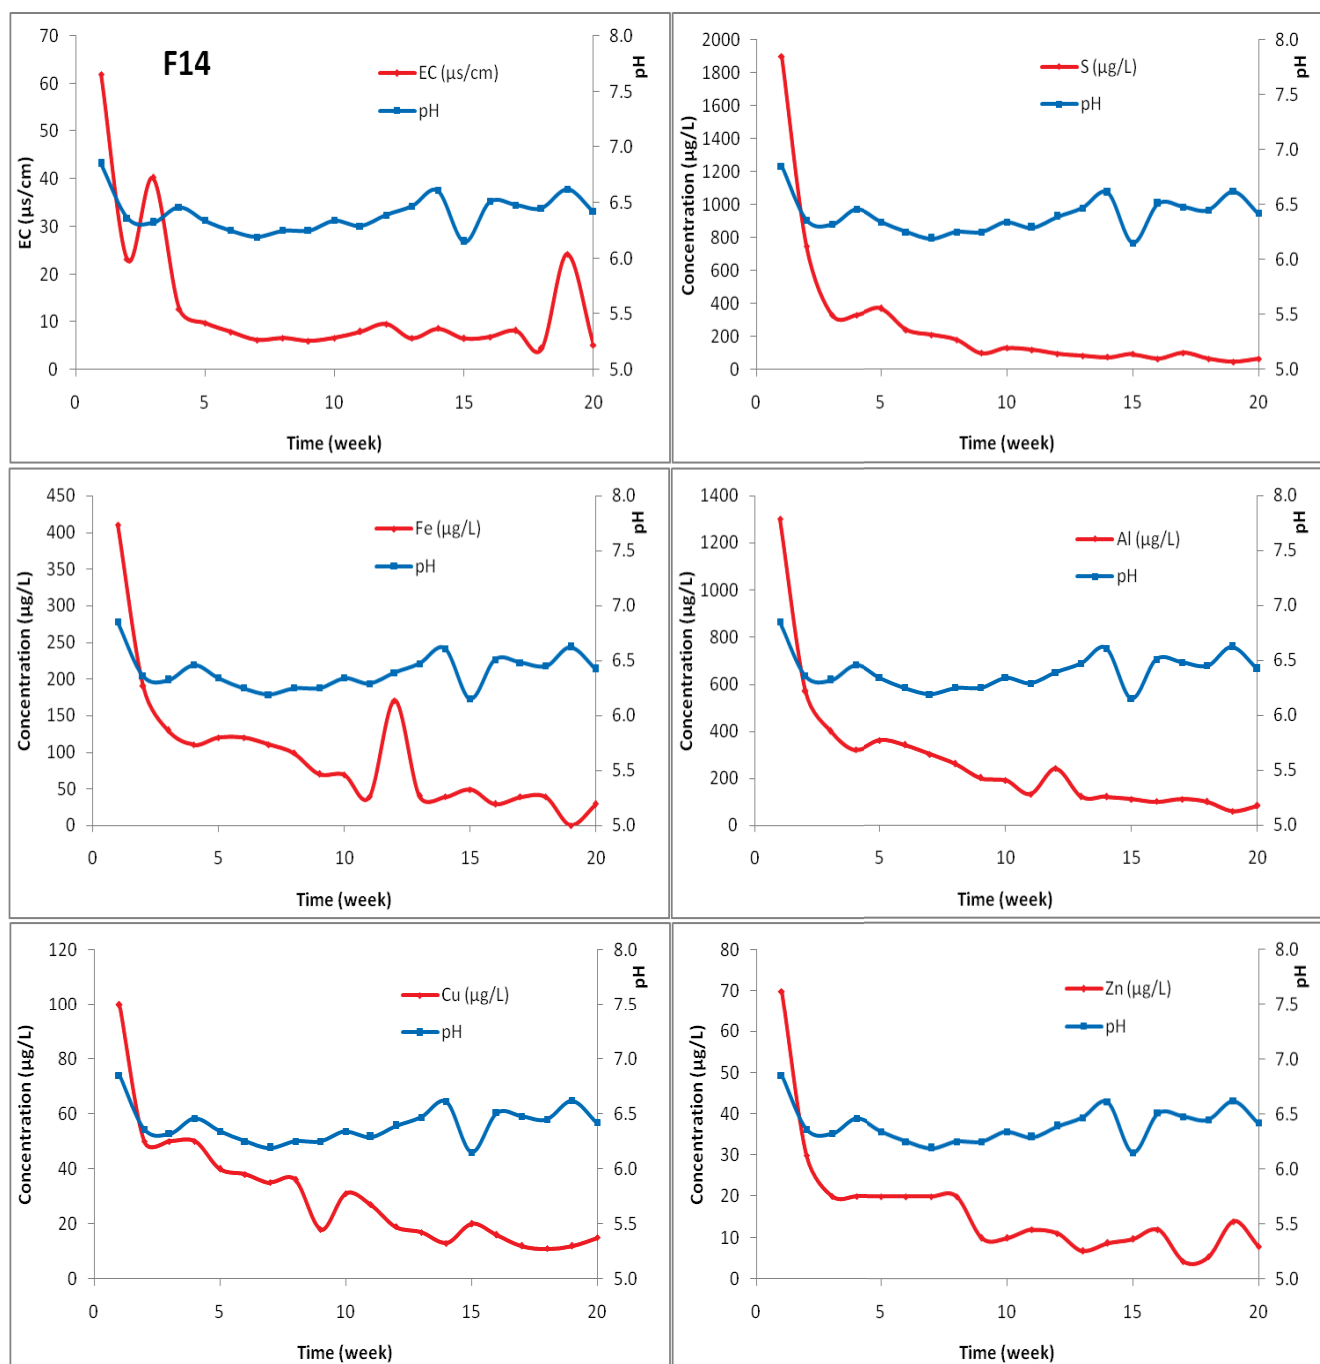 F14
EC (µs/cm)
pH
EC (µs/cm)
70
60
50
40
30
20
10
0
pH
8.0
7.5
7.0
6.5
6.0
5.5
5.0
0 5 10 15 20
Time (week)
S (µg/L)
pH
Concentration (µg/L)
2000
1800
1600
1400
1200
1000
800
600
400
200
0
pH
8.0
7.5
7.0
6.5
6.0
5.5
5.0
0 5 10 15 20
Time (week)
Fe (µg/L)
pH
Concentration (µg/L)
450
400
350
300
250
200
150
100
50
0
pH
8.0
7.5
7.0
6.5
6.0
5.5
5.0
0 5 10 15 20
Time (week)
Al (µg/L)
pH
Concentration (µg/L)
1400
1200
1000
800
600
400
200
0
pH
8.0
7.5
7.0
6.5
6.0
5.5
5.0
0 5 10 15 20
Time (week)
Cu (µg/L)
pH
Concentration (µg/L)
120
100
80
60
40
20
0
pH
8.0
7.5
7.0
6.5
6.0
5.5
5.0
0 5 10 15 20
Time (week)
Zn (µg/L)
pH
Concentration (µg/L)
80
70
60
50
40
30
20
10
0
pH
8.0
7.5
7.0
6.5
6.0
5.5
5.0
0 5 10 15 20
Time (week)